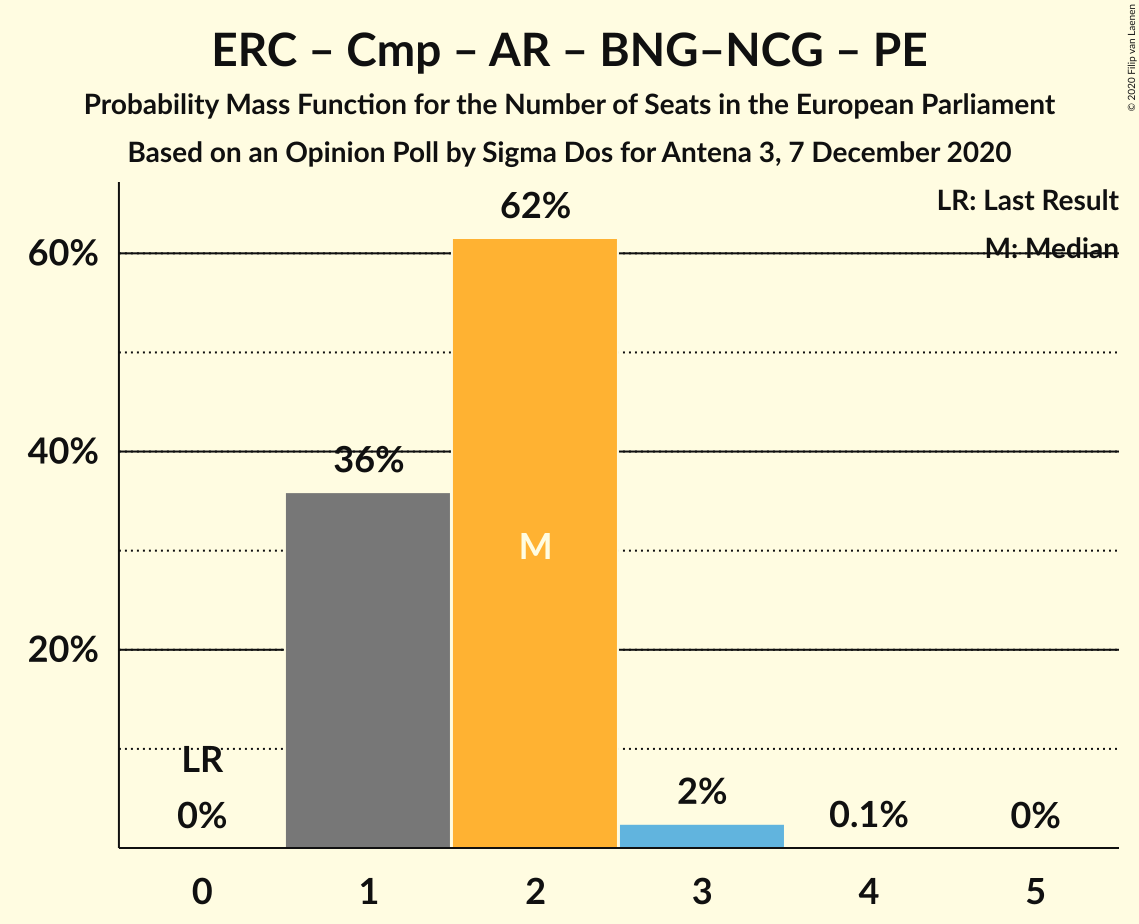 ERC – Cmp – AR – BNG–NCG – PE
Probability Mass Function for the Number of Seats in the European Parliament
Based on an Opinion Poll by Sigma Dos for Antena 3, 7 December 2020
© 2020 Filip van Laenen
LR: Last Result
M: Median
62%
60%
40%
36%
M
20%
LR
0%
2%
0.1%
0%
0 1 2 3 4 5